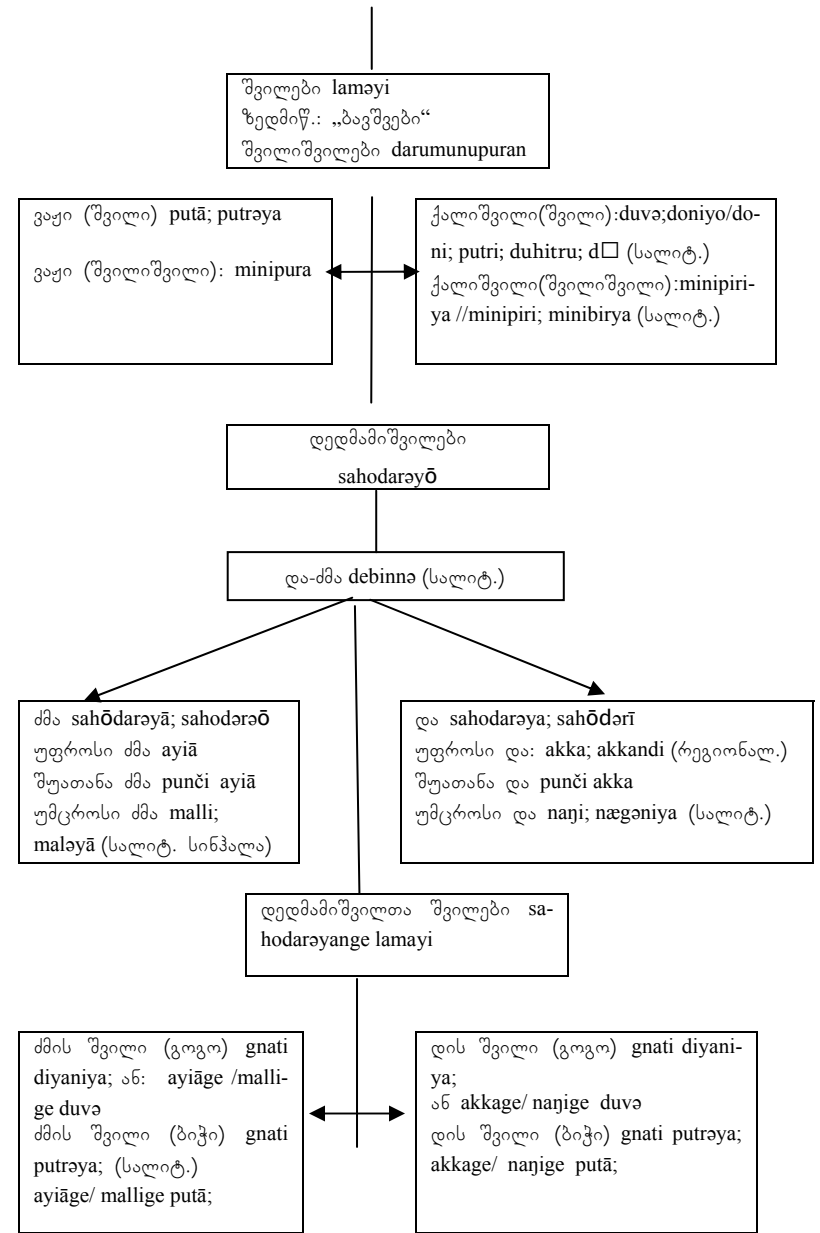 შვილები laməyi
ზედმიწ.: „ბავშვები“
შვილიშვილები darumunupuran
ვაჟი (შვილი) putā; putrəya
ვაჟი (შვილიშვილი): minipura
ქალიშვილი(შვილი):duvə;doniyo/do-
ni; putri; duhitru; d□ (სალიტ.)
ქალიშვილი(შვილიშვილი):minipiri-
ya //minipiri; minibirya (სალიტ.)
დედმამიშვილები
sahodarəyō
და-ძმა debinnə (სალიტ.)
ძმა sahōdarəyā; sahodərəō
უფროსი ძმა ayiā
შუათანა ძმა punči ayiā
უმცროსი ძმა malli;
maləyā (სალიტ. სინჰალა)
და sahodarəya; sahōdərī
უფროსი და: akka; akkandi (რეგიონალ.)
შუათანა და punči akka
უმცროსი და naŋi; nægəniya (სალიტ.)
დედმამიშვილთა შვილები sa-
hodarəyange lamayi
ძმის შვილი (გოგო) gnati
diyaniya; ან: ayiāge /malli-
ge duvə
ძმის შვილი (ბიჭი) gnati
putrəya; (სალიტ.)
ayiāge/ mallige putā;
დის შვილი (გოგო) gnati diyani-
ya;
ან akkage/ naŋige duvə
დის შვილი (ბიჭი) gnati putrəya;
akkage/ naŋige putā;